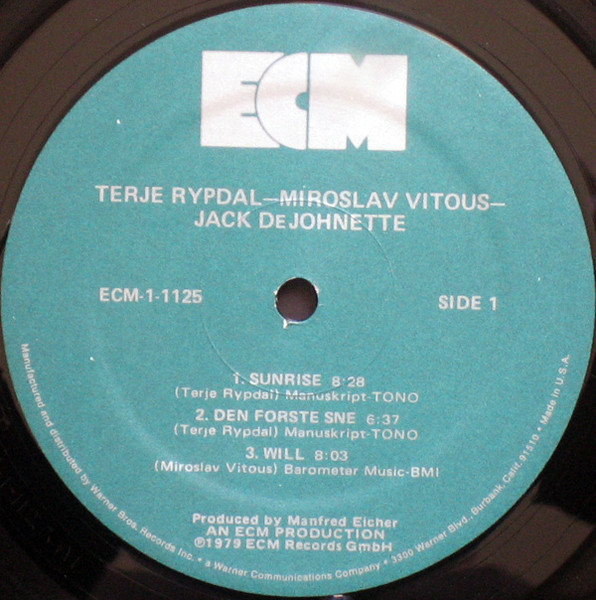 ECM
TERJE RYPDAL—MIROSLAV VITOUS—
JACK DeJOHNETTE
ECM-1-1125
SIDE 1
1. SUNRISE 8:28
(Terje Rypdal) Manuskript-TONO
2. DEN FORSTE SNE 6:37
(Terje Rypdal) Manuskript-TONO
3. WILL 8:03
(Miroslav Vitous) Barometer Music-BMI
Produced by Manfred Eicher
AN ECM PRODUCTION
℗1979 ECM Records GmbH
Manufactured and distributed by Warner Bros. Records Inc. • a Warner Communications Company • 3300 Warner Blvd., Burbank, Calif. 91510 • Made in U.S.A.